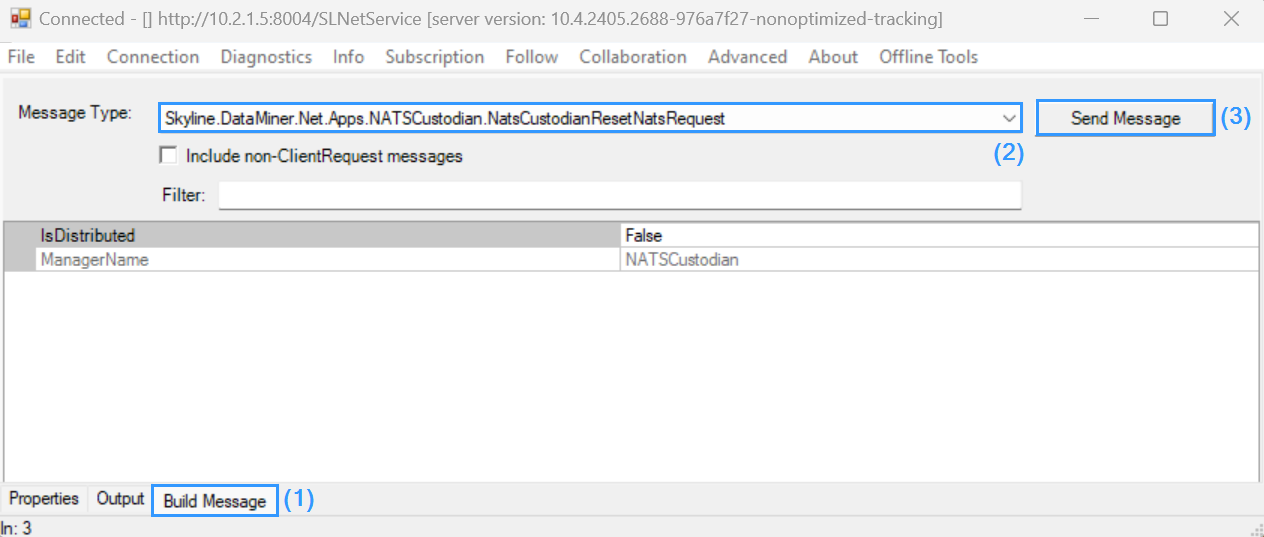 Connected - [] http://10.2.1.5:8004/SLNetService [server version: 10.4.2405.2688-976a7f27-nonoptimized-tracking]
File Edit Connection Diagnostics Info Subscription Follow Collaboration Advanced About Offline Tools
Message Type: Skyline.DataMiner.Net.Apps.NATSCustodian.NatsCustodianResetNatsRequest Send Message (3)
(2)
Include non-ClientRequest messages
Filter:
IsDistributed False
ManagerName NATSCustodian
Properties Output Build Message (1)
In: 3